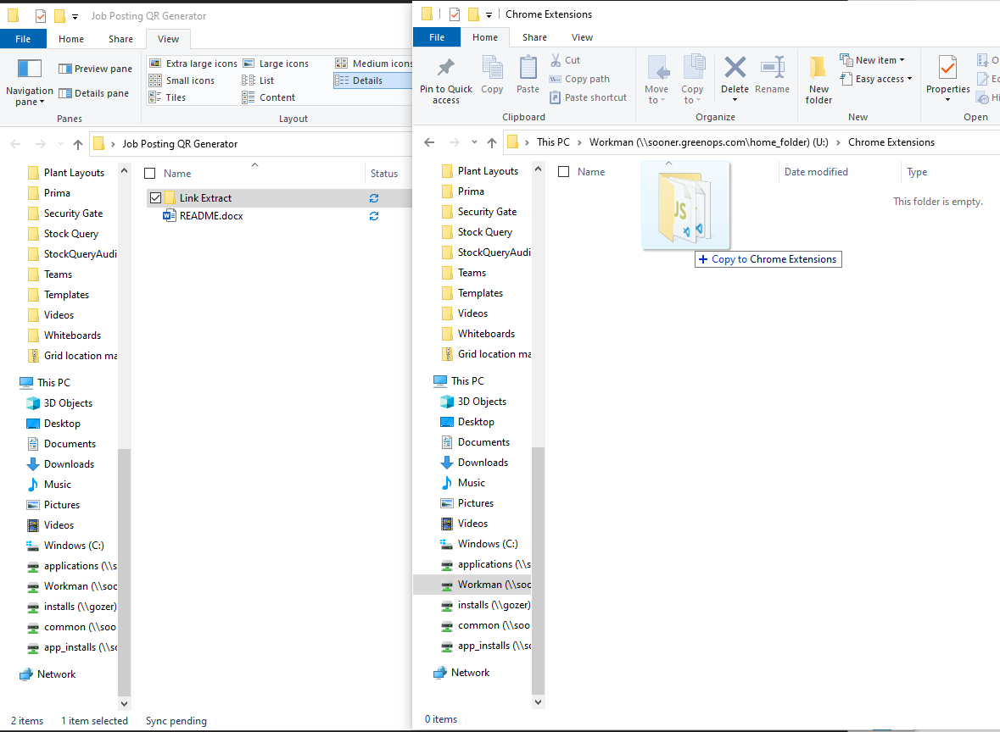 Job Posting QR Generator
File Home Share View
Navigation pane
Preview pane
Details pane
Panes
Extra large icons Large icons Medium icons
Small icons List Details
Tiles Content
Layout
Job Posting QR Generator
Plant Layouts
Prima
Security Gate
Stock Query
StockQueryAudi
Teams
Templates
Videos
Whiteboards
Grid location ma
This PC
3D Objects
Desktop
Documents
Downloads
Music
Pictures
Videos
Windows (C:)
applications (\\s
Workman (\\soc
installs (\\gozer)
common (\\soo
app_installs (\\sc
Network
Name Status
Link Extract
README.docx
2 items 1 item selected Sync pending
Chrome Extensions
File Home Share View
Pin to Quick access
Copy
Paste
Cut
Copy path
Paste shortcut
Clipboard
Move to
Copy to
Delete
Rename
Organize
New folder
New item
Easy access
New
Properties
Open
This PC Workman (\\sooner.greenops.com\home_folder) (U:) Chrome Extensions
Plant Layouts
Prima
Security Gate
Stock Query
StockQueryAudi
Teams
Templates
Videos
Whiteboards
Grid location ma
This PC
3D Objects
Desktop
Documents
Downloads
Music
Pictures
Videos
Windows (C:)
applications (\\s
Workman (\\soc
installs (\\gozer)
common (\\soo
app_installs (\\sc
Network
Name Date modified Type
This folder is empty.
JS
+ Copy to Chrome Extensions
0 items